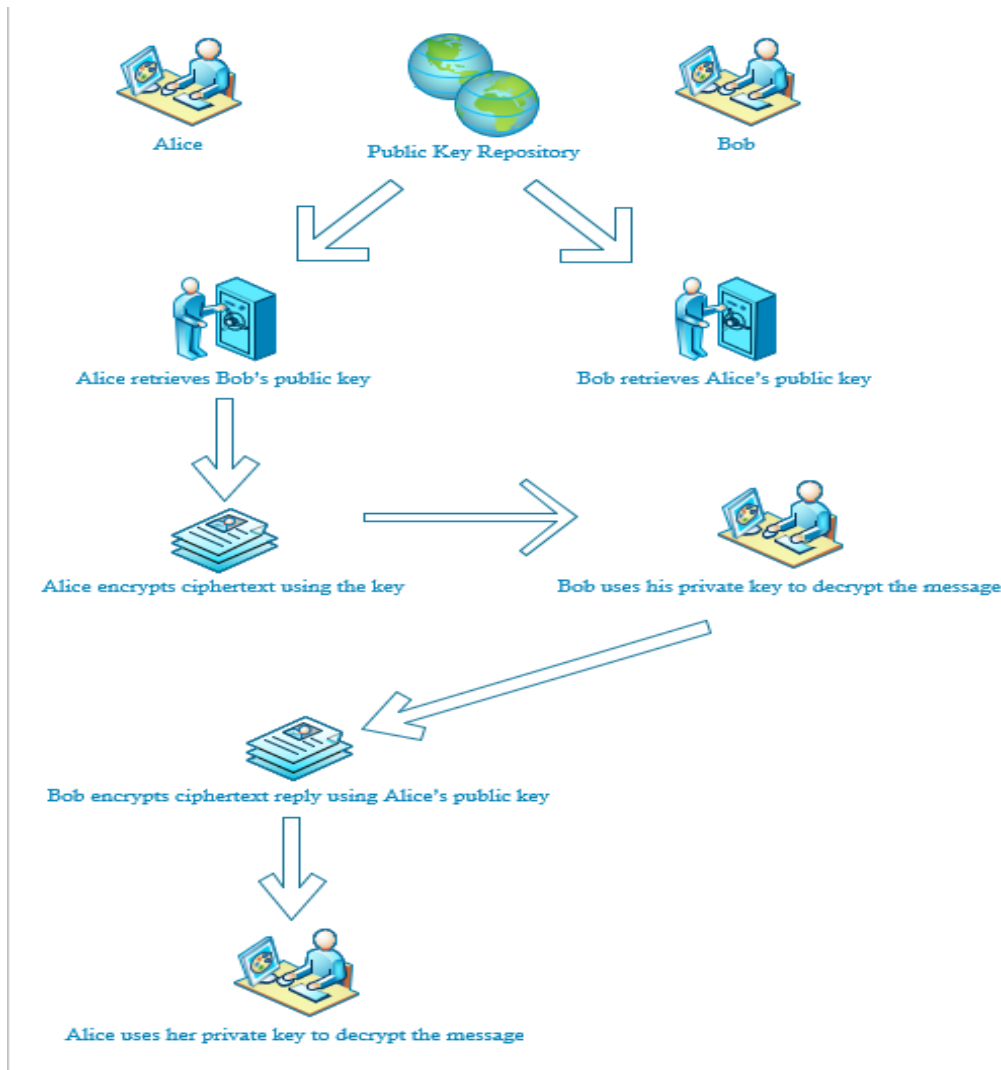 Alice
Public Key Repository
Bob
Alice retrieves Bob's public key
Bob retrieves Alice's public key
Alice encrypts ciphertext using the key
Bob uses his private key to decrypt the message
Bob encrypts ciphertext reply using Alice's public key
Alice uses her private key to decrypt the message